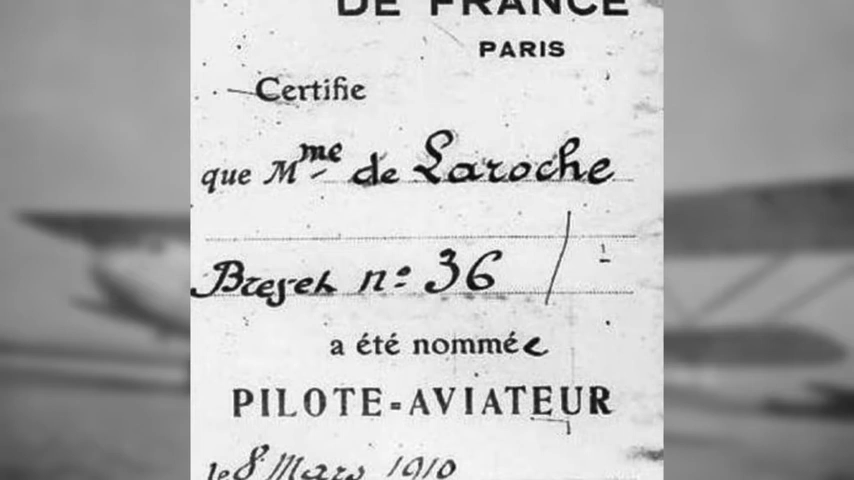 DE FRANCE
PARIS
Certifie
que Mme de Laroche
Brevet n° 36
a été nommée
PILOTE-AVIATEUR
le 8 Mars 1910